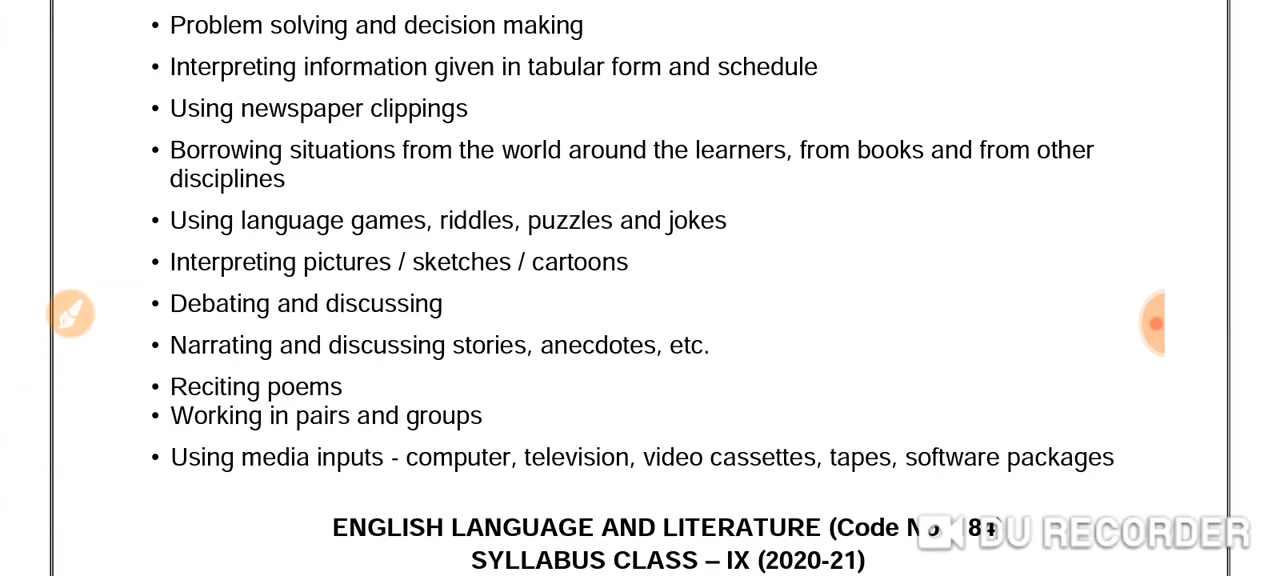 • Problem solving and decision making
• Interpreting information given in tabular form and schedule
• Using newspaper clippings
• Borrowing situations from the world around the learners, from books and from other
disciplines
• Using language games, riddles, puzzles and jokes
• Interpreting pictures / sketches / cartoons
• Debating and discussing
• Narrating and discussing stories, anecdotes, etc.
• Reciting poems
• Working in pairs and groups
• Using media inputs - computer, television, video cassettes, tapes, software packages
ENGLISH LANGUAGE AND LITERATURE (Code
DU RECORDER
SYLLABUS CLASS – IX (2020-21)